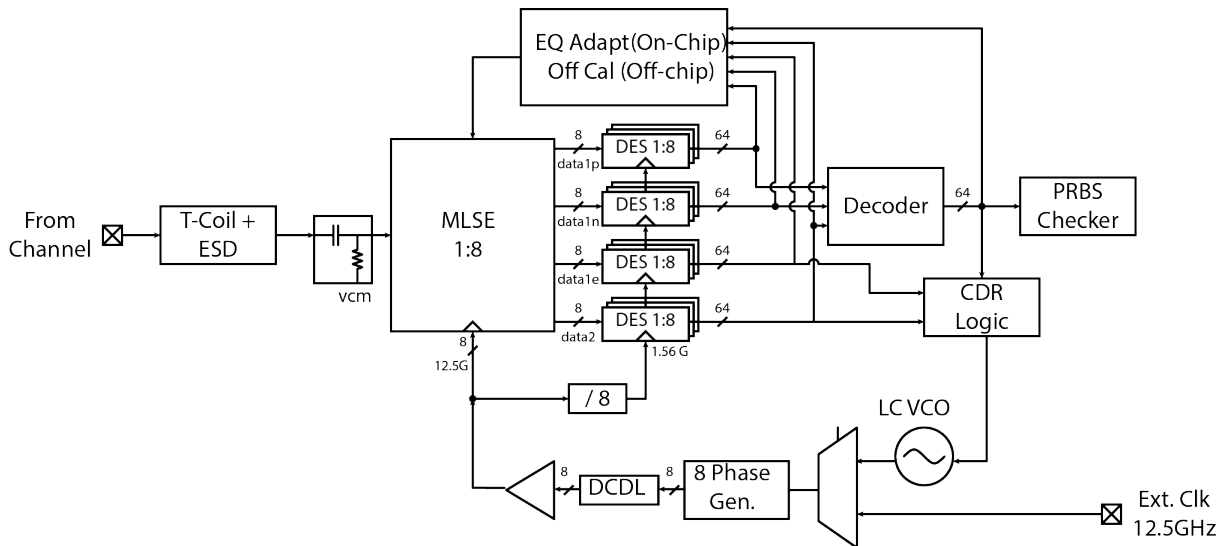 EQ Adapt(On-Chip)
Off Cal (Off-chip)
8
DES 1:8
64
data1p
8
DES 1:8
64
data1n
8
DES 1:8
64
data1e
8
DES 1:8
64
data2
1.56 G
From
Channel
T-Coil +
ESD
vcm
MLSE
1:8
8
12.5G
Decoder
64
PRBS
Checker
CDR
Logic
/ 8
LC VCO
8
DCDL
8
8 Phase
Gen.
Ext. Clk
12.5GHz